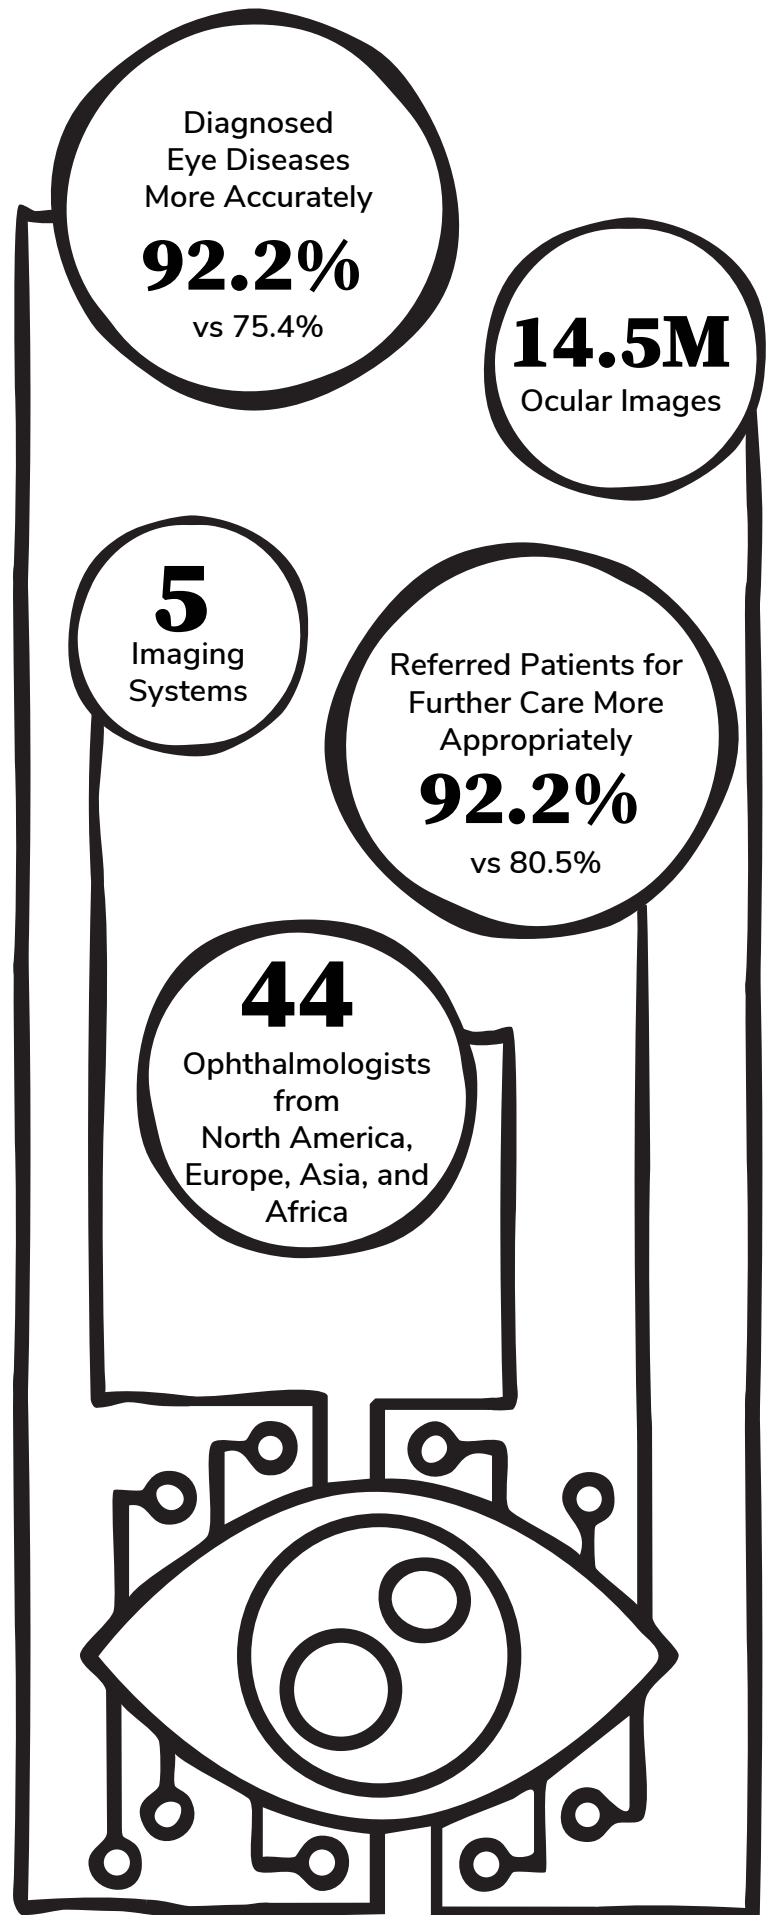 Diagnosed
Eye Diseases
More Accurately
92.2%
vs 75.4%
14.5M
Ocular Images
5
Imaging
Systems
Referred Patients for
Further Care More
Appropriately
92.2%
vs 80.5%
44
Ophthalmologists
from
North America,
Europe, Asia, and
Africa